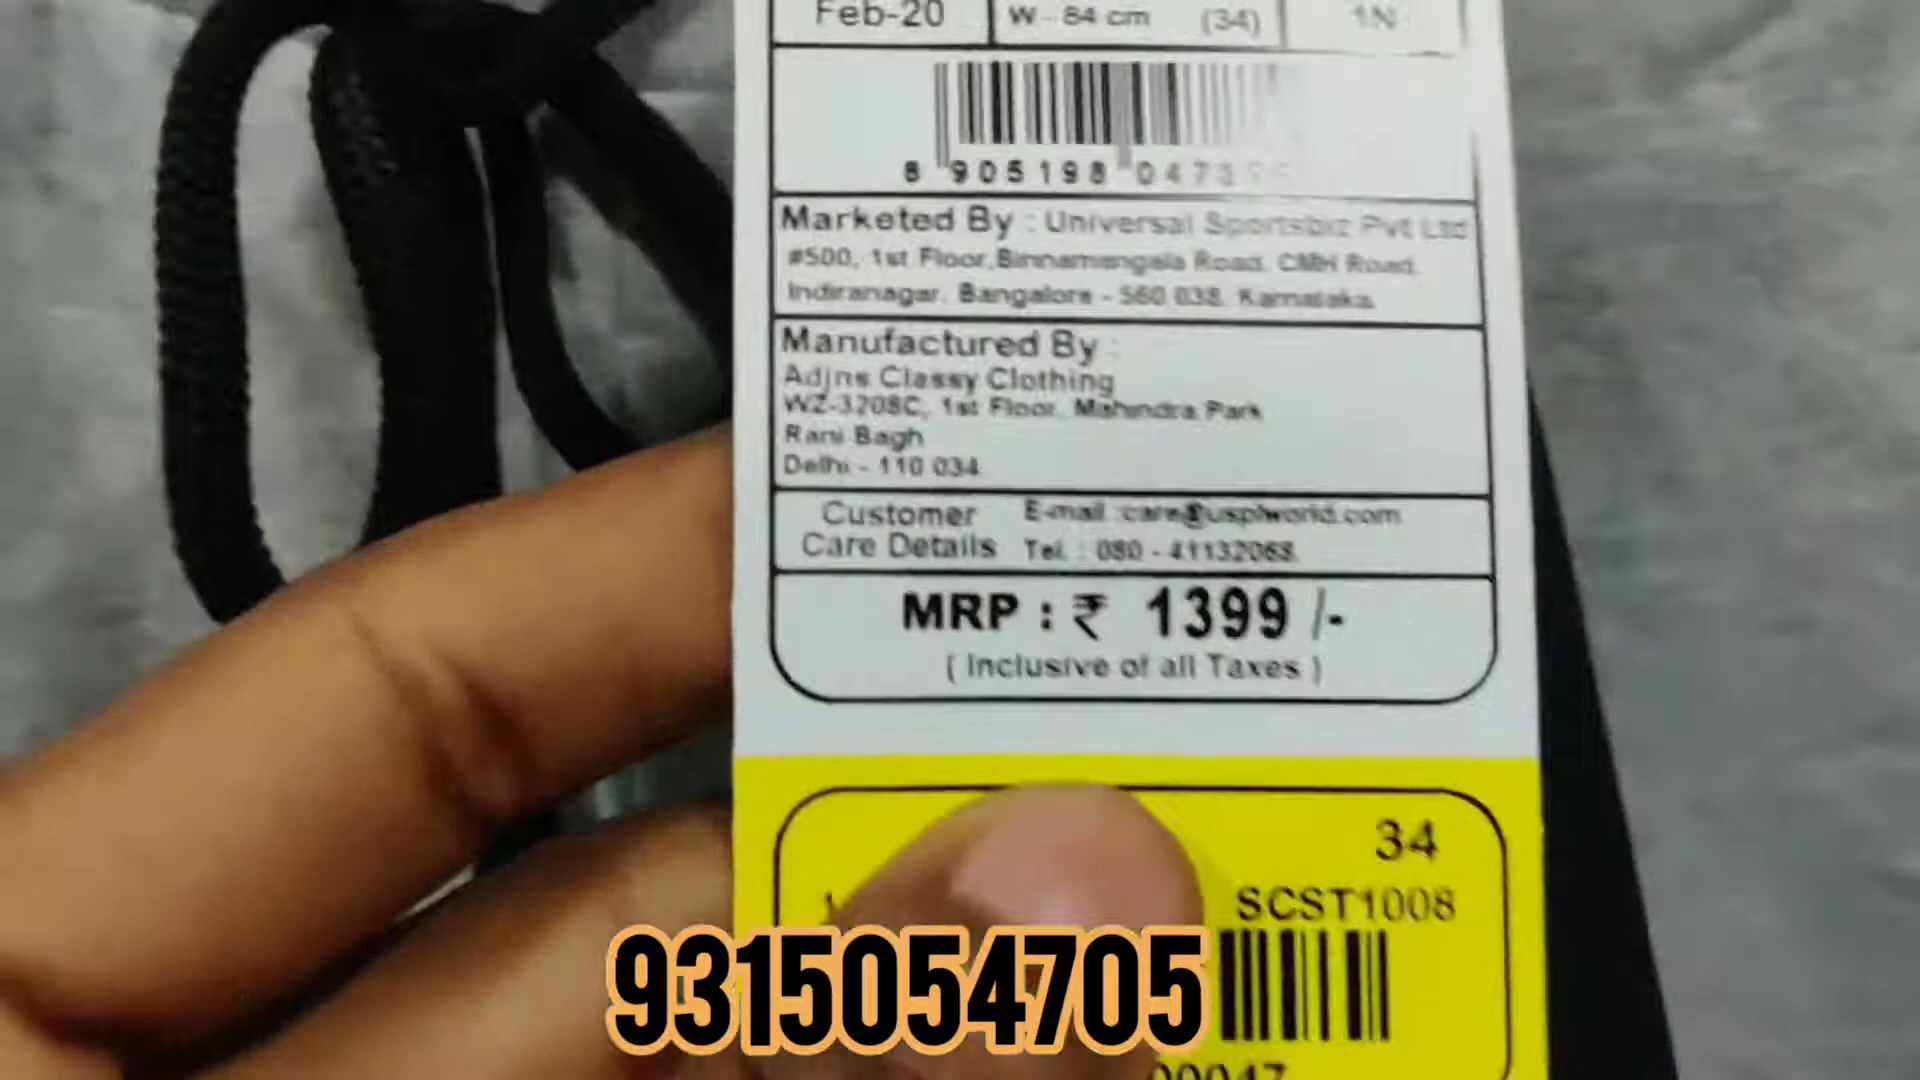 Feb-20 W - 84 cm (34) 1N
8 905198 0473
Marketed By : Universal Sportsbiz Pvt Ltd
#500, 1st Floor, Binnamangala Road, CMH Road,
Indiranagar, Bangalore - 560 038, Karnataka
Manufactured By :
Adjns Classy Clothing
WZ-3208C, 1st Floor, Mahindra Park
Rani Bagh
Delhi - 110 034
Customer E-mail :care@usplworld.com
Care Details Tel. : 080 - 41132068
MRP : ₹ 1399 /-
( Inclusive of all Taxes )
34
SCST1008
9315054705
00047